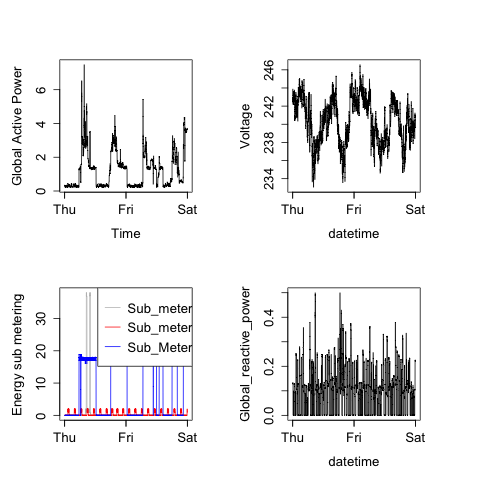 Global Active Power
0 2 4 6
Thu Fri Sat
Time
Voltage
234 238 242 246
Thu Fri Sat
datetime
Energy sub metering
0 10 20 30
Sub_meter
Sub_meter
Sub_Meter
Thu Fri Sat
Global_reactive_power
0.0 0.2 0.4
Thu Fri Sat
datetime